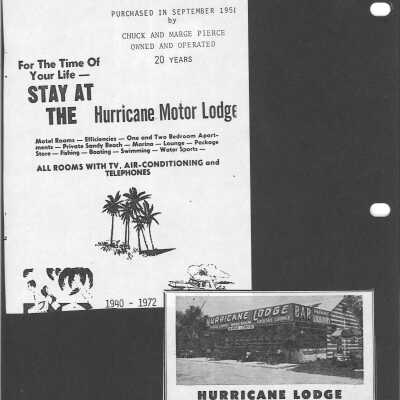 PURCHASED IN SEPTEMBER 195
by
CHUCK AND MARGE PIERCE
OWNED AND OPERATED
20 YEARS
For The Time Of
Your Life —
STAY AT
THE Hurricane Motor Lodge
Motel Rooms — Efficiencies — One and Two Bedroom Apart-
ments — Private Sandy Beach — Marina — Lounge — Package
Store — Fishing — Boating — Swimming — Water Sports —
ALL ROOMS WITH TV, AIR-CONDITIONING and
TELEPHONES
1940 - 1972
HURRICANE LODGE
BAR
HURRICANE LODGE